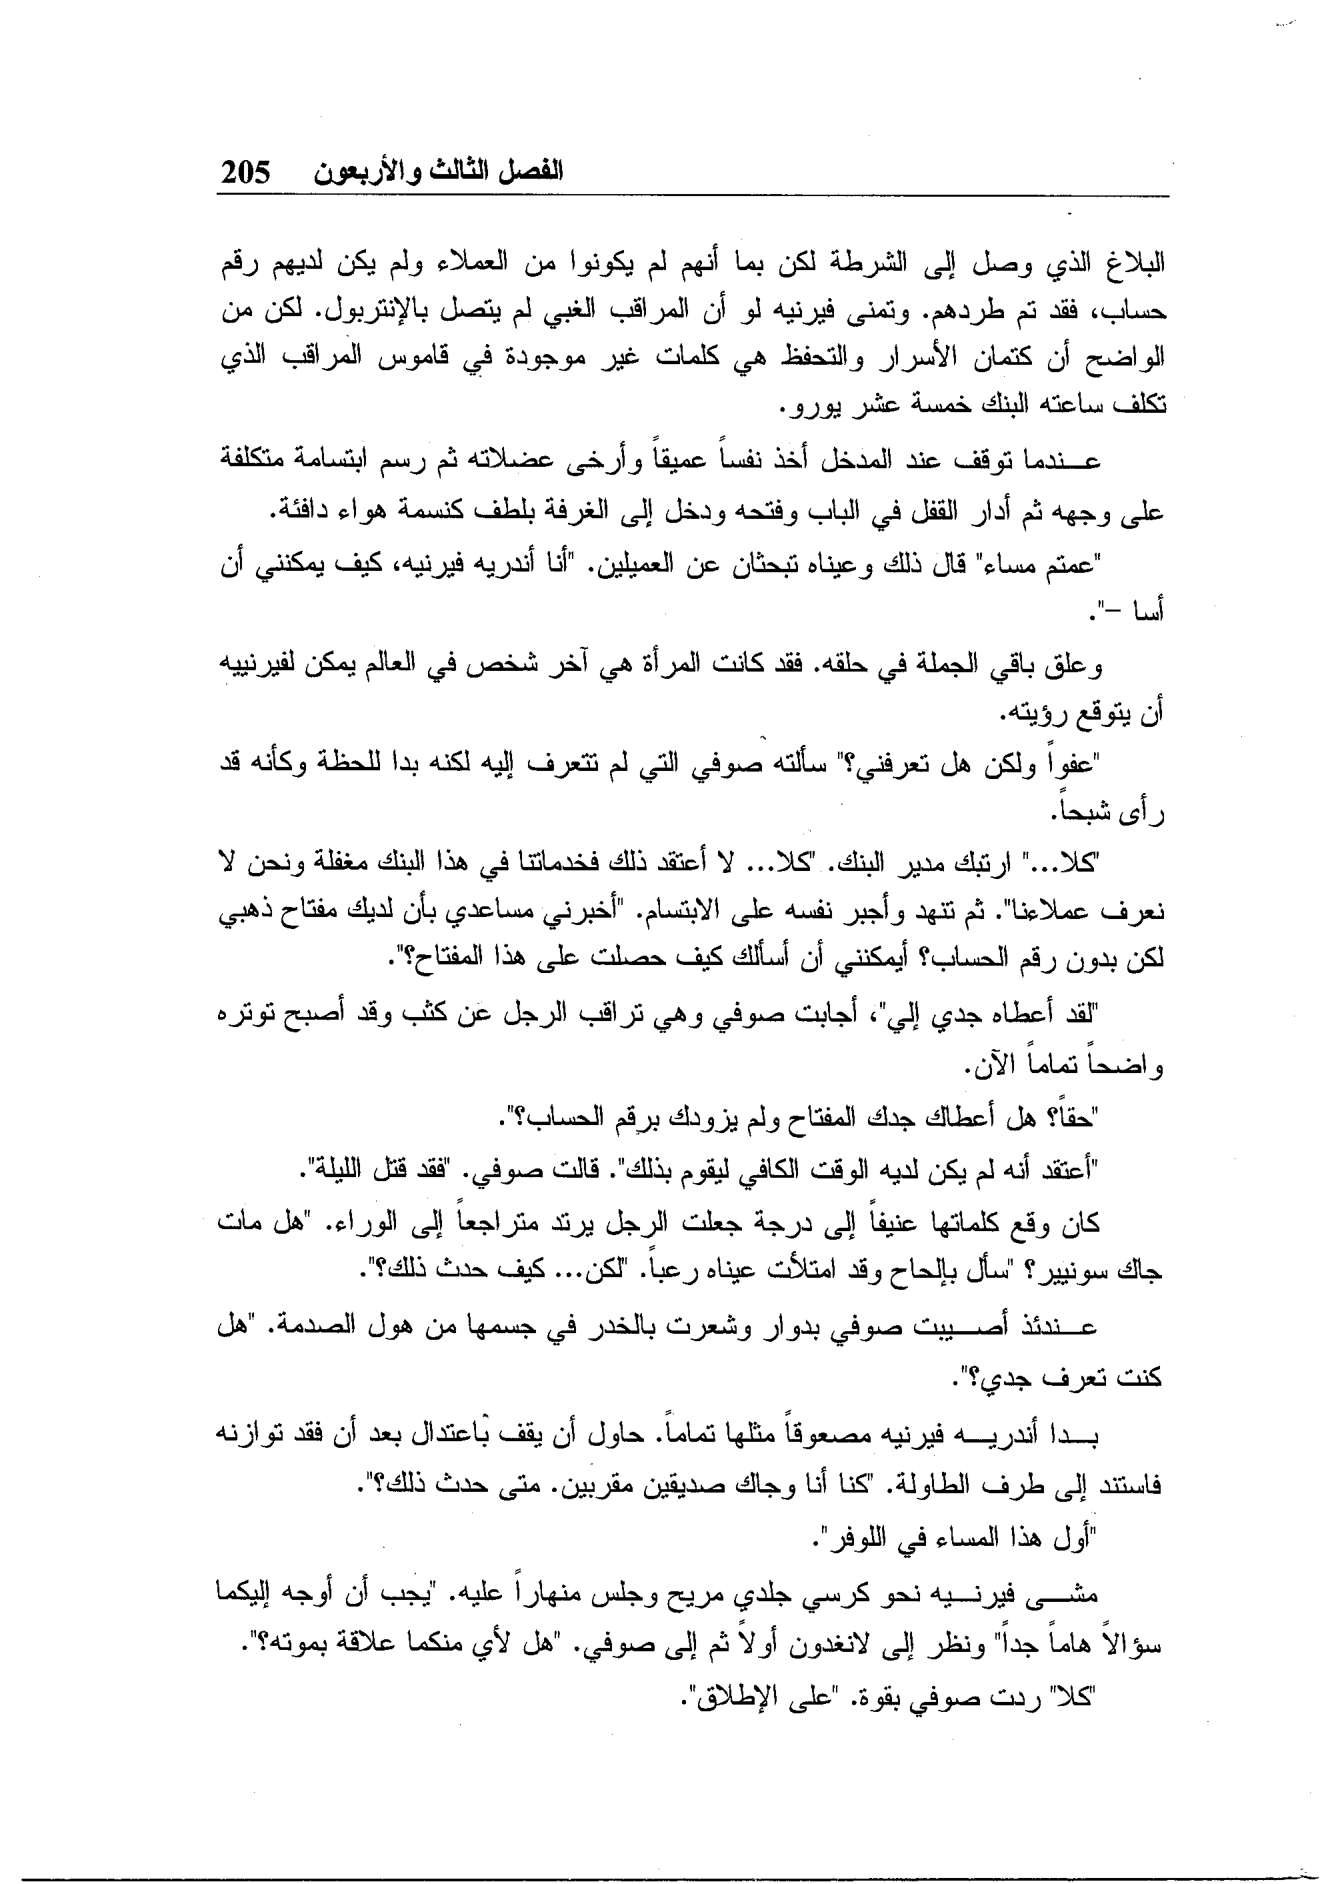 الفصل الثالث والأربعون 205
البلاغ الذي وصل إلى الشرطة لكن بما أنهم لم يكونوا من العملاء ولم يكن لديهم رقم
حساب، فقد تم طردهم. وتمنى فيرنيه لو أن المراقب الغبي لم يتصل بالإنتربول. لكن من
الواضح أن كتمان الأسرار والتحفظ هي كلمات غير موجودة في قاموس المراقب الذي
تكلف ساعته البنك خمسة عشر يورو.
عـــندما توقف عند المدخل أخذ نفساً عميقاً وأرخى عضلاته ثم رسم ابتسامة متكلفة
على وجهه ثم أدار القفل في الباب وفتحه ودخل إلى الغرفة بلطف كنسمة هواء دافئة.
"عمتم مساء" قال ذلك وعيناه تبحثان عن العميلين. "أنا أندريه فيرنيه، كيف يمكنني أن
أسا –".
وعلق باقي الجملة في حلقه. فقد كانت المرأة هي آخر شخص في العالم يمكن لفيرنييه
أن يتوقع رؤيته.
"عفواً ولكن هل تعرفني؟" سألته صوفي التي لم تتعرف إليه لكنه بدا للحظة وكأنه قد
رأى شبحاً.
"كلا..." ارتبك مدير البنك. "كلا... لا أعتقد ذلك فخدماتنا في هذا البنك مغفلة ونحن لا
نعرف عملاءنا". ثم تنهد وأجبر نفسه على الابتسام. "أخبرني مساعدي بأن لديك مفتاح ذهبي
لكن بدون رقم الحساب؟ أيمكنني أن أسألك كيف حصلت على هذا المفتاح؟".
"لقد أعطاه جدي إلي"، أجابت صوفي وهي تراقب الرجل عن كثب وقد أصبح توتره
واضحاً تماماً الآن.
"حقاً؟ هل أعطاك جدك المفتاح ولم يزودك برقم الحساب؟".
"أعتقد أنه لم يكن لديه الوقت الكافي ليقوم بذلك". قالت صوفي. "فقد قتل الليلة".
كان وقع كلماتها عنيفاً إلى درجة جعلت الرجل يرتد متراجعاً إلى الوراء. "هل مات
جاك سونيير؟ "سأل بإلحاح وقد امتلأت عيناه رعباً. "لكن... كيف حدث ذلك؟".
عـــندئذ أصـــيبت صوفي بدوار وشعرت بالخدر في جسمها من هول الصدمة. "هل
كنت تعرف جدي؟".
بـــدا أندريـــه فيرنيه مصعوقاً مثلها تماماً. حاول أن يقف باعتدال بعد أن فقد توازنه
فاستند إلى طرف الطاولة. "كنا أنا وجاك صديقين مقربين. متى حدث ذلك؟".
"أول هذا المساء في اللوفر".
مشـــى فيرنـــيه نحو كرسي جلدي مريح وجلس منهاراً عليه. "يجب أن أوجه إليكما
سؤالاً هاماً جداً" ونظر إلى لانغدون أولاً ثم إلى صوفي. "هل لأي منكما علاقة بموته؟".
"كلا" ردت صوفي بقوة. "على الإطلاق".